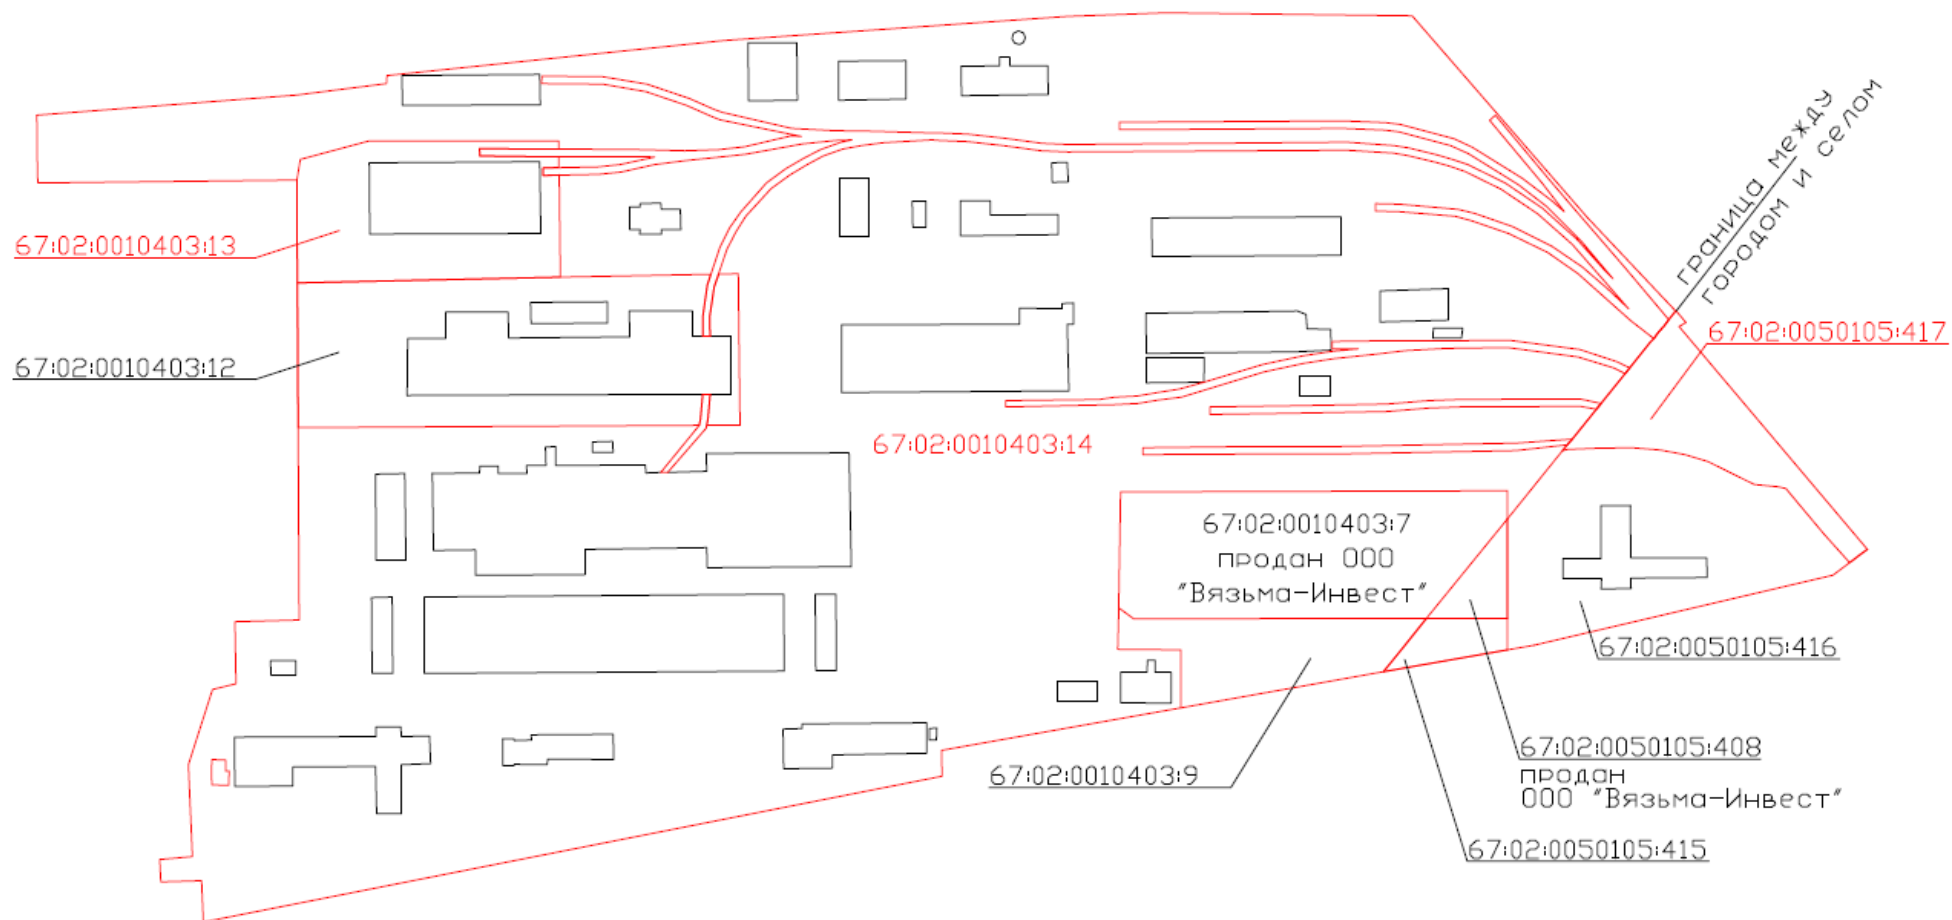 граница между
городом и селом
67:02:0010403:13
67:02:0050105:417
67:02:0010403:12
67:02:0010403:14
67:02:0010403:7
продан ООО
"Вязьма-Инвест"
67:02:0050105:416
67:02:0050105:408
продан
ООО "Вязьма-Инвест"
67:02:0010403:9
67:02:0050105:415